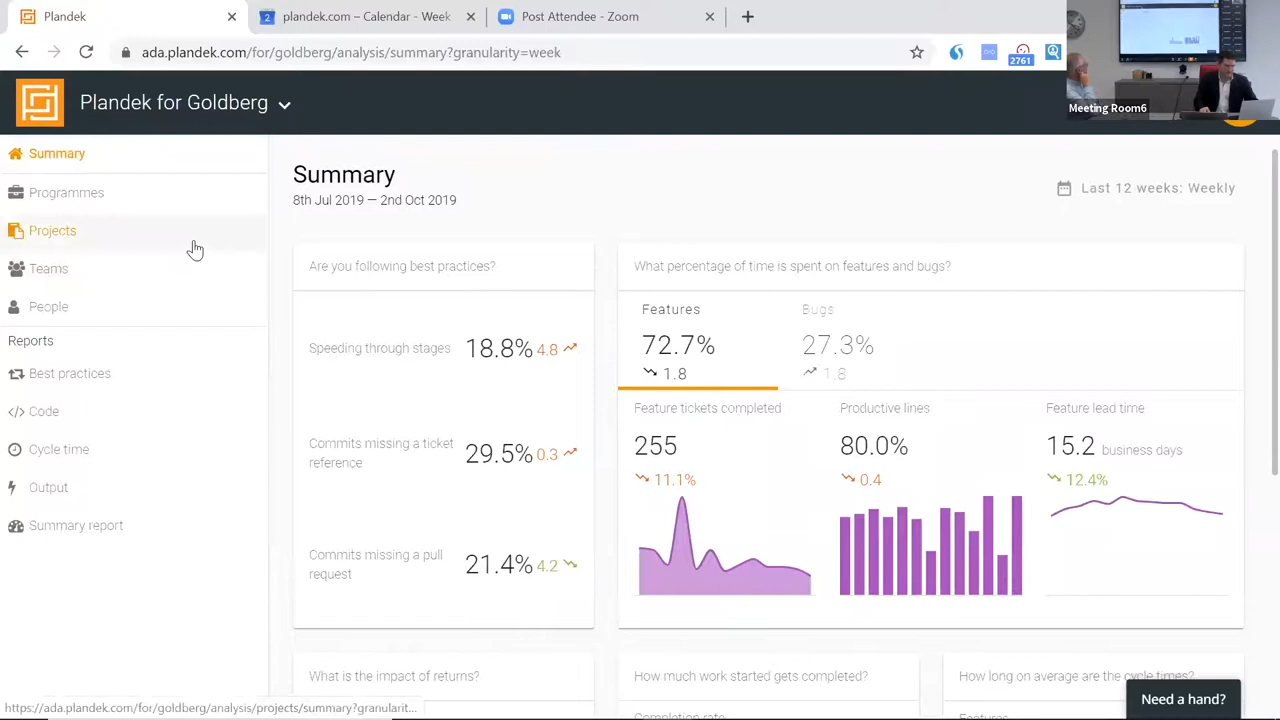 Plandek
plandek.com - Calendar -
Attendee - Zoom
ada.plandek.com/for/goldberg/analysis/summary?granularity=week
2761
Meeting Room6
Plandek for Goldberg
Summary
Programmes
Projects
Teams
People
Reports
Best practices
Code
Cycle time
Output
Summary report
Summary
8th Jul 2019 – 2nd Oct 2019
Last 12 weeks: Weekly
Are you following best practices?
Speeding through stages
18.8% 4.8
Commits missing a ticket
reference
29.5% 0.3
Commits missing a pull
request
21.4% 4.2
What percentage of time is spent on features and bugs?
Features
72.7%
1.8
Bugs
27.3%
1.8
Feature tickets completed
255
11.1%
Productive lines
80.0%
0.4
Feature lead time
15.2 business days
12.4%
What is the impact of
How much work started gets completed?
Completion rate
How long on average are the cycle times?
Features
Need a hand?
https://ada.plandek.com/for/goldberg/analysis/projects/summary?granularit...